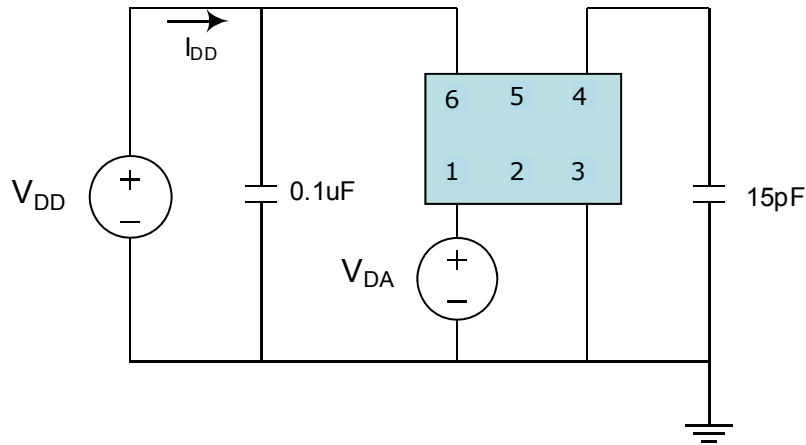 I_DD
6 5 4
1 2 3
V_DD
+
−
0.1uF
15pF
V_DA
+
−